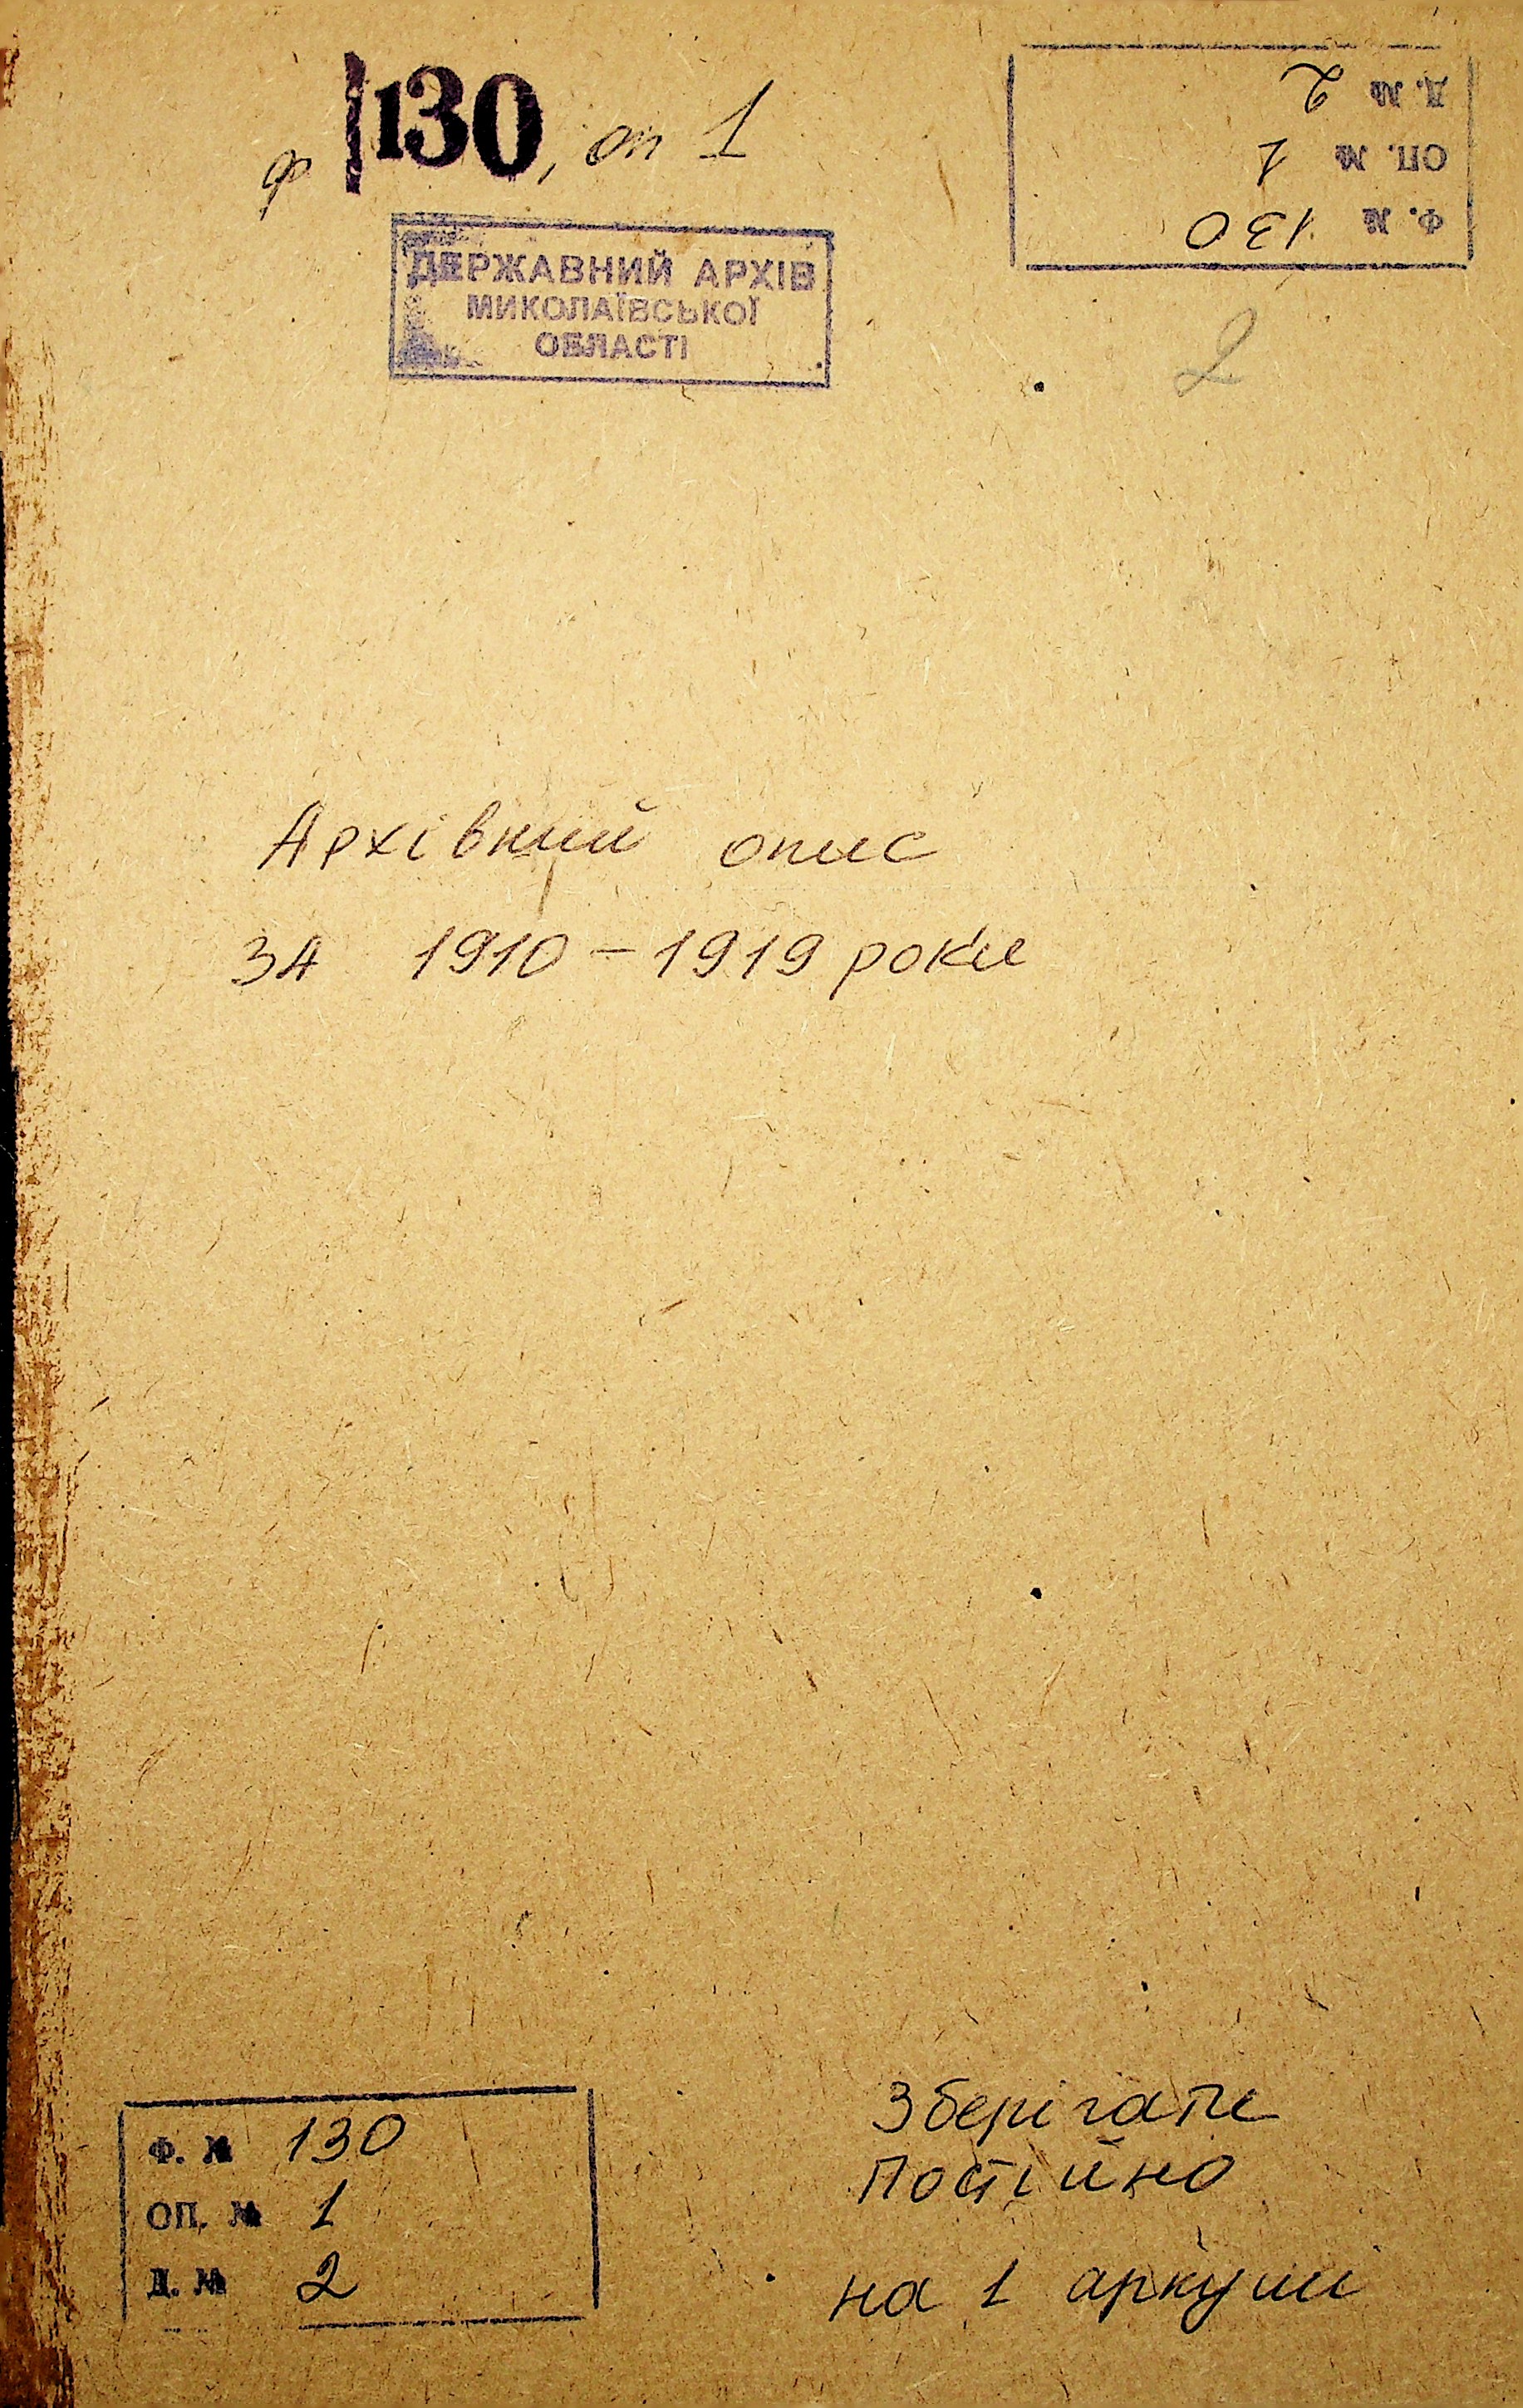 ф 130, оп 1
ДЕРЖАВНИЙ АРХІВ
МИКОЛАЇВСЬКОЇ
ОБЛАСТІ
Ф. № 130
ОП. № 1
Д. № 2
2
Архівний опис
за 1910-1919 роки
Ф. № 130
ОП. № 1
Д. № 2
Зберігати
постійно
на 1 аркуші